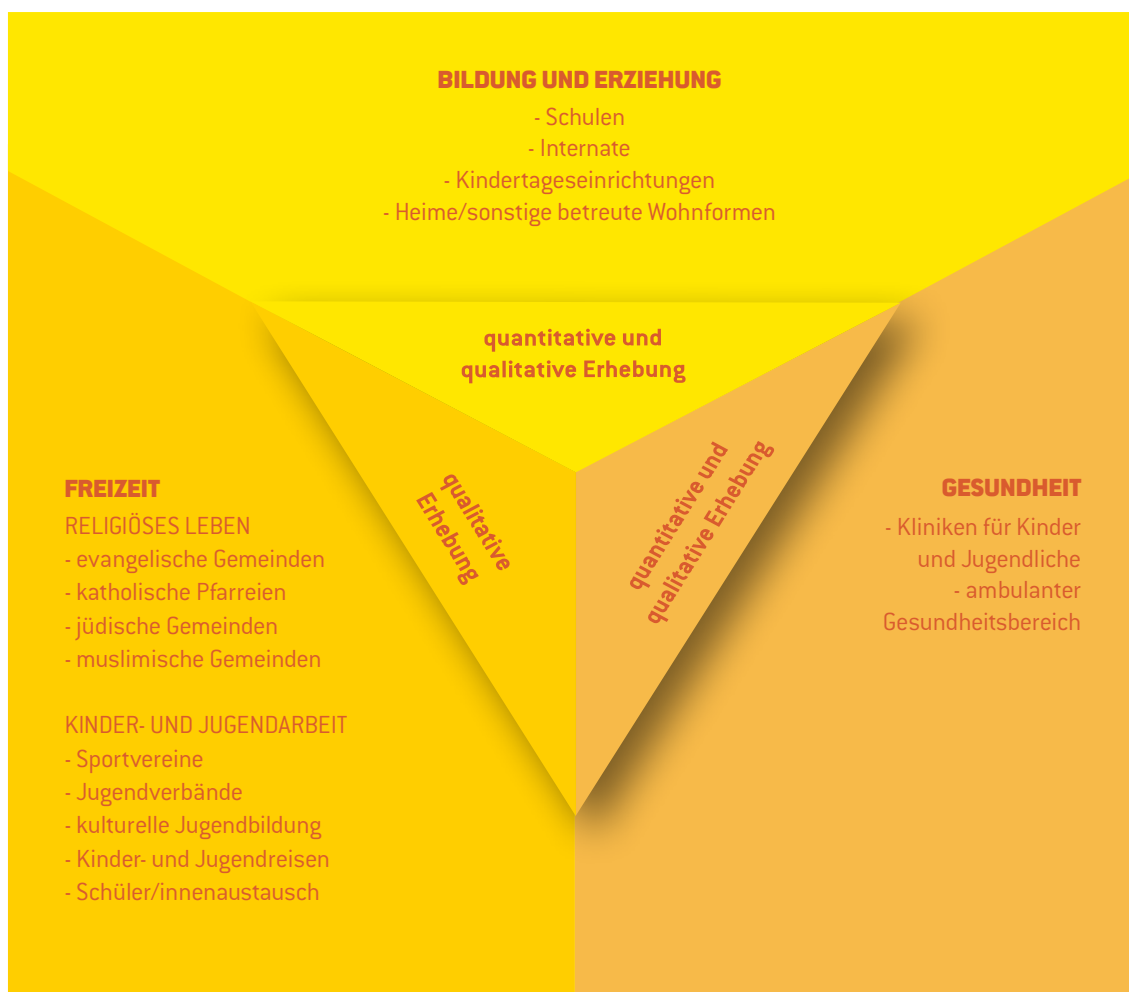 BILDUNG UND ERZIEHUNG
- Schulen
- Internate
- Kindertageseinrichtungen
- Heime/sonstige betreute Wohnformen
quantitative und
qualitative Erhebung
qualitative
Erhebung
quantitative und
qualitative Erhebung
FREIZEIT
RELIGIÖSES LEBEN
- evangelische Gemeinden
- katholische Pfarreien
- jüdische Gemeinden
- muslimische Gemeinden
KINDER- UND JUGENDARBEIT
- Sportvereine
- Jugendverbände
- kulturelle Jugendbildung
- Kinder- und Jugendreisen
- Schüler/innenaustausch
GESUNDHEIT
- Kliniken für Kinder
und Jugendliche
- ambulanter
Gesundheitsbereich